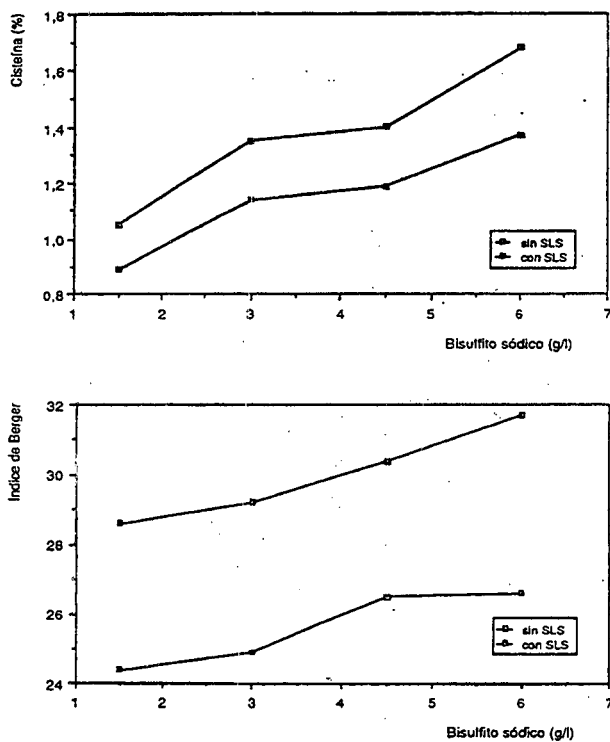 Cisteína (%)
1,8
1,6
1,4
1,2
1,0
0,8
sin SLS
con SLS
1 2 3 4 5 6 7
Bisulfito sódico (g/l)
Indice de Berger
32
30
28
26
24
sin SLS
con SLS
1 2 3 4 5 6 7
Bisulfito sódico (g/l)